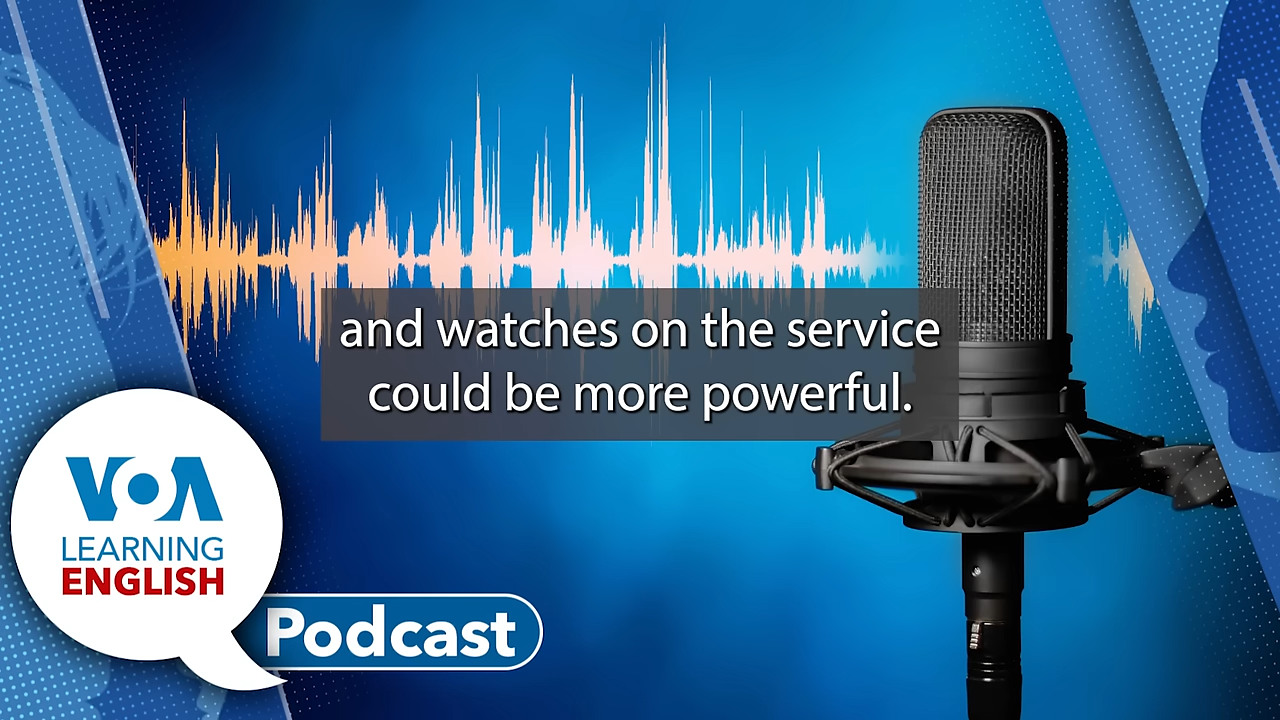 and watches on the service
could be more powerful.
VOA
LEARNING
ENGLISH
Podcast